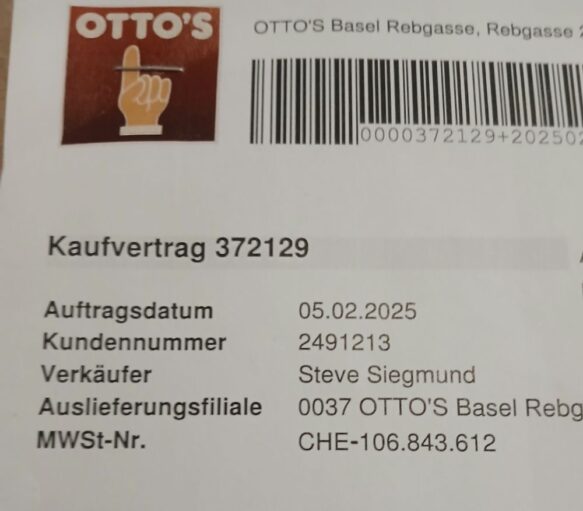 OTTO'S
OTTO'S Basel Rebgasse, Rebgasse
0000372129+202502
Kaufvertrag 372129
Auftragsdatum 05.02.2025
Kundennummer 2491213
Verkäufer Steve Siegmund
Auslieferungsfiliale 0037 OTTO'S Basel Rebg
MWSt-Nr. CHE-106.843.612